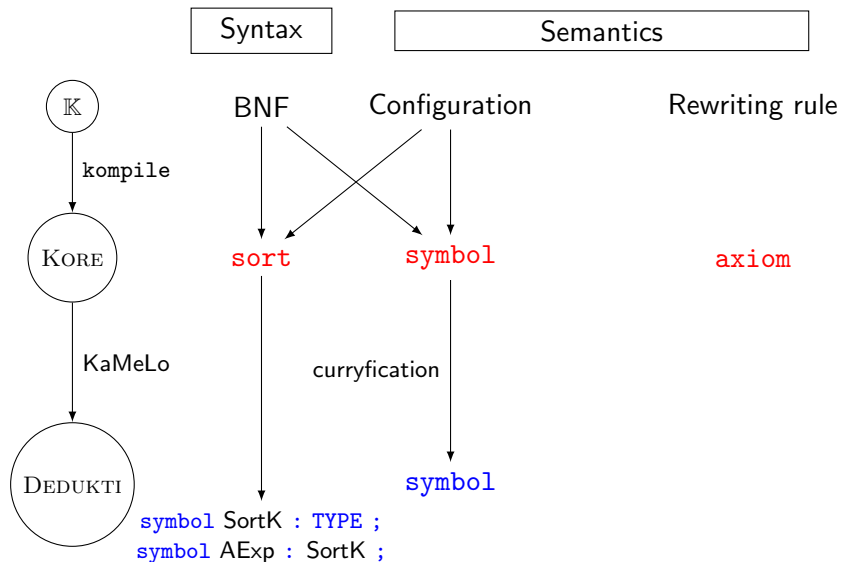 Syntax Semantics
𝕂 BNF Configuration Rewriting rule
kompile
KORE sort symbol axiom
KaMeLo
curryfication
DEDUKTI symbol
symbol SortK : TYPE ;
symbol AExp : SortK ;